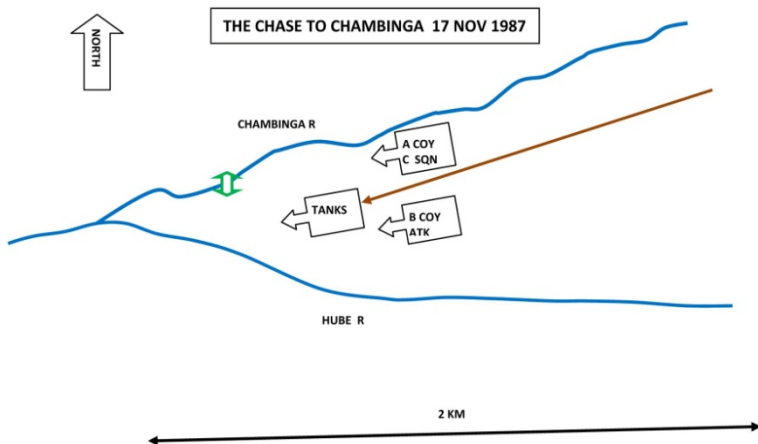 THE CHASE TO CHAMBINGA 17 NOV 1987
NORTH
CHAMBINGA R
A COY
C SQN
TANKS
B COY
ATK
HUBE R
2 KM